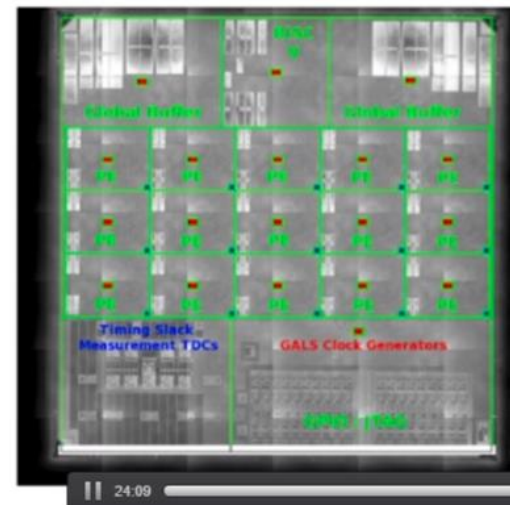 RISC-V
Global Buffer
Global Buffer
PE PE PE PE PE
PE PE PE PE PE
PE PE PE PE PE
Timing Slack
Measurement TDCs
GALS Clock Generators
24:09